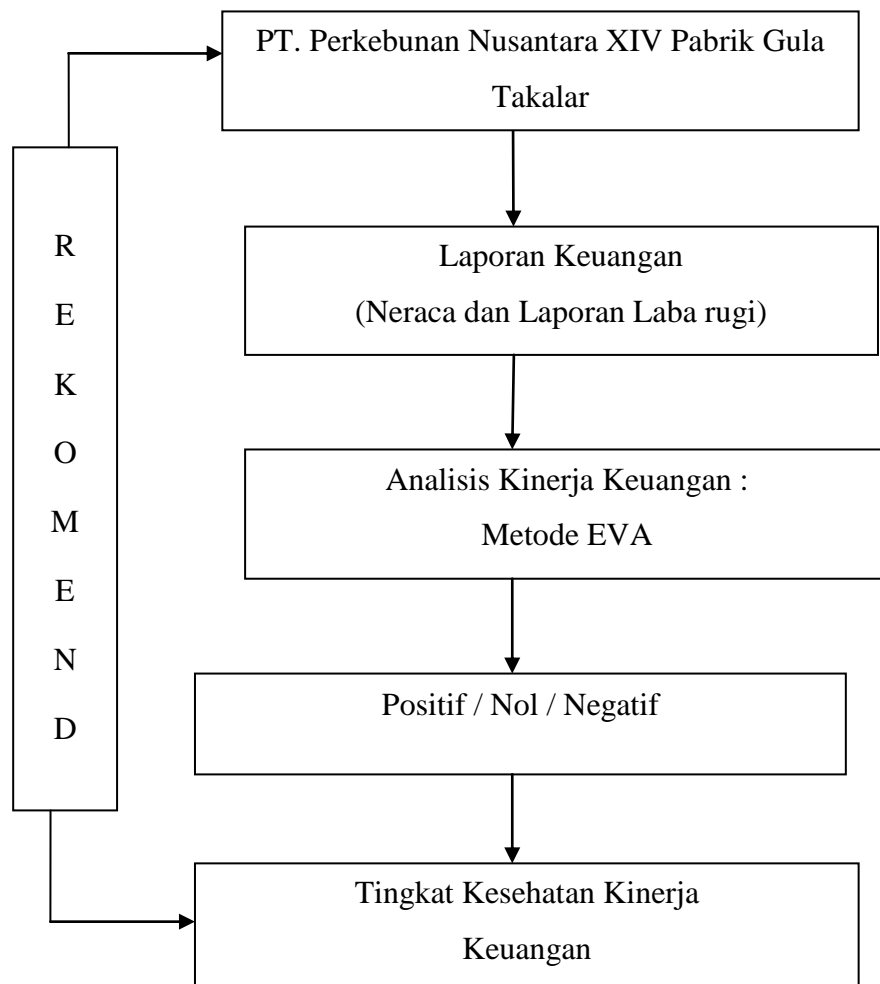 PT. Perkebunan Nusantara XIV Pabrik Gula
Takalar
R
E
K
O
M
E
N
D
Laporan Keuangan
(Neraca dan Laporan Laba rugi)
Analisis Kinerja Keuangan :
Metode EVA
Positif / Nol / Negatif
Tingkat Kesehatan Kinerja
Keuangan